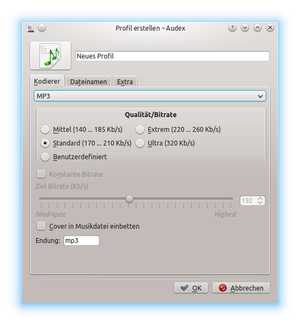 Profil erstellen – Audex
Neues Profil
Kodierer Dateinamen Extra
MP3
Qualität/Bitrate
Mittel (140 ... 185 Kb/s) Extrem (220 ... 260 Kb/s)
Standard (170 ... 210 Kb/s) Ultra (320 Kb/s)
Benutzerdefiniert
Konstante Bitrate
Ziel Bitrate (Kb/s)
192
Niedrigste Highest
Cover in Musikdatei einbetten
Endung: mp3
OK Abbrechen